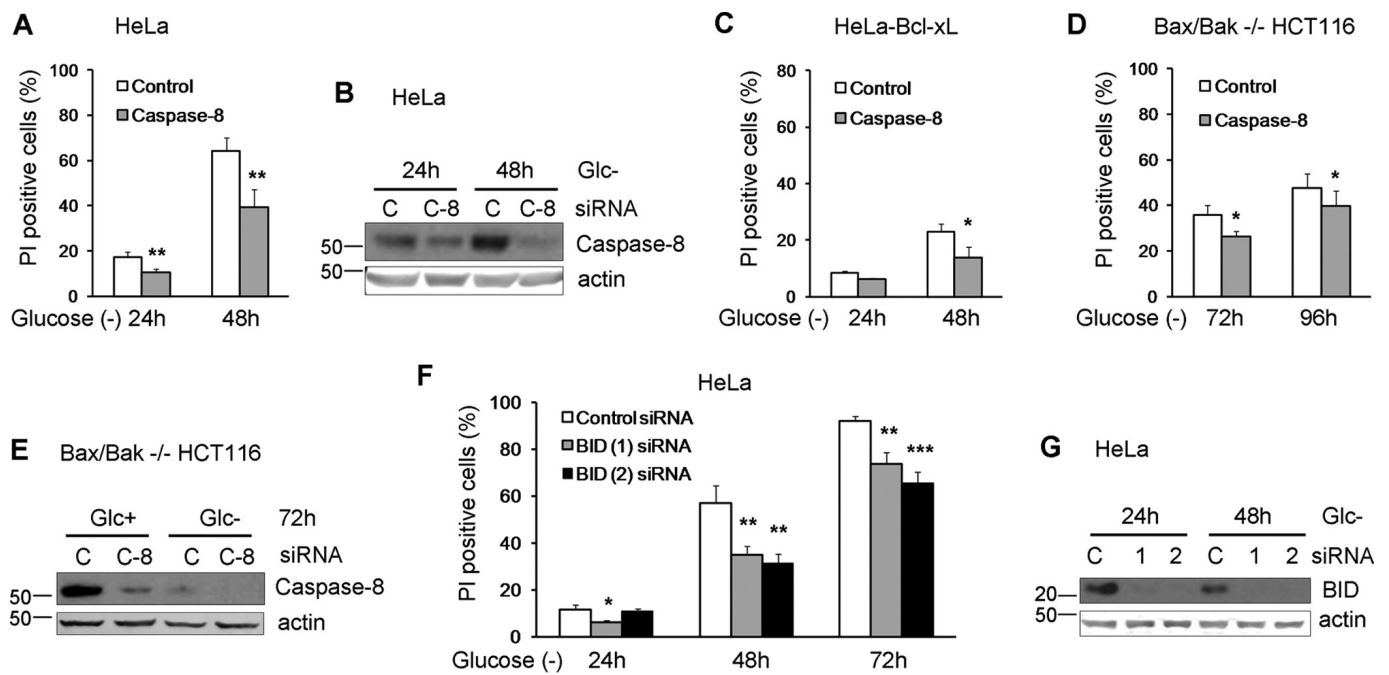 A HeLa
PI positive cells (%)
100
80
60
40
20
0
Control
Caspase-8
**
**
Glucose (-) 24h 48h
B HeLa
24h 48h Glc-
C C-8 C C-8 siRNA
50 Caspase-8
50 actin
C HeLa-Bcl-xL
PI positive cells (%)
80
60
40
20
0
Control
Caspase-8
*
Glucose (-) 24h 48h
D Bax/Bak -/- HCT116
PI positive cells (%)
100
80
60
40
20
0
Control
Caspase-8
*
*
Glucose (-) 72h 96h
E Bax/Bak -/- HCT116
Glc+ Glc- 72h
C C-8 C C-8 siRNA
50 Caspase-8
50 actin
F HeLa
PI positive cells (%)
100
80
60
40
20
0
Control siRNA
BID (1) siRNA
BID (2) siRNA
*
** **
** ***
Glucose (-) 24h 48h 72h
G HeLa
24h 48h Glc-
C 1 2 C 1 2 siRNA
20 BID
50 actin